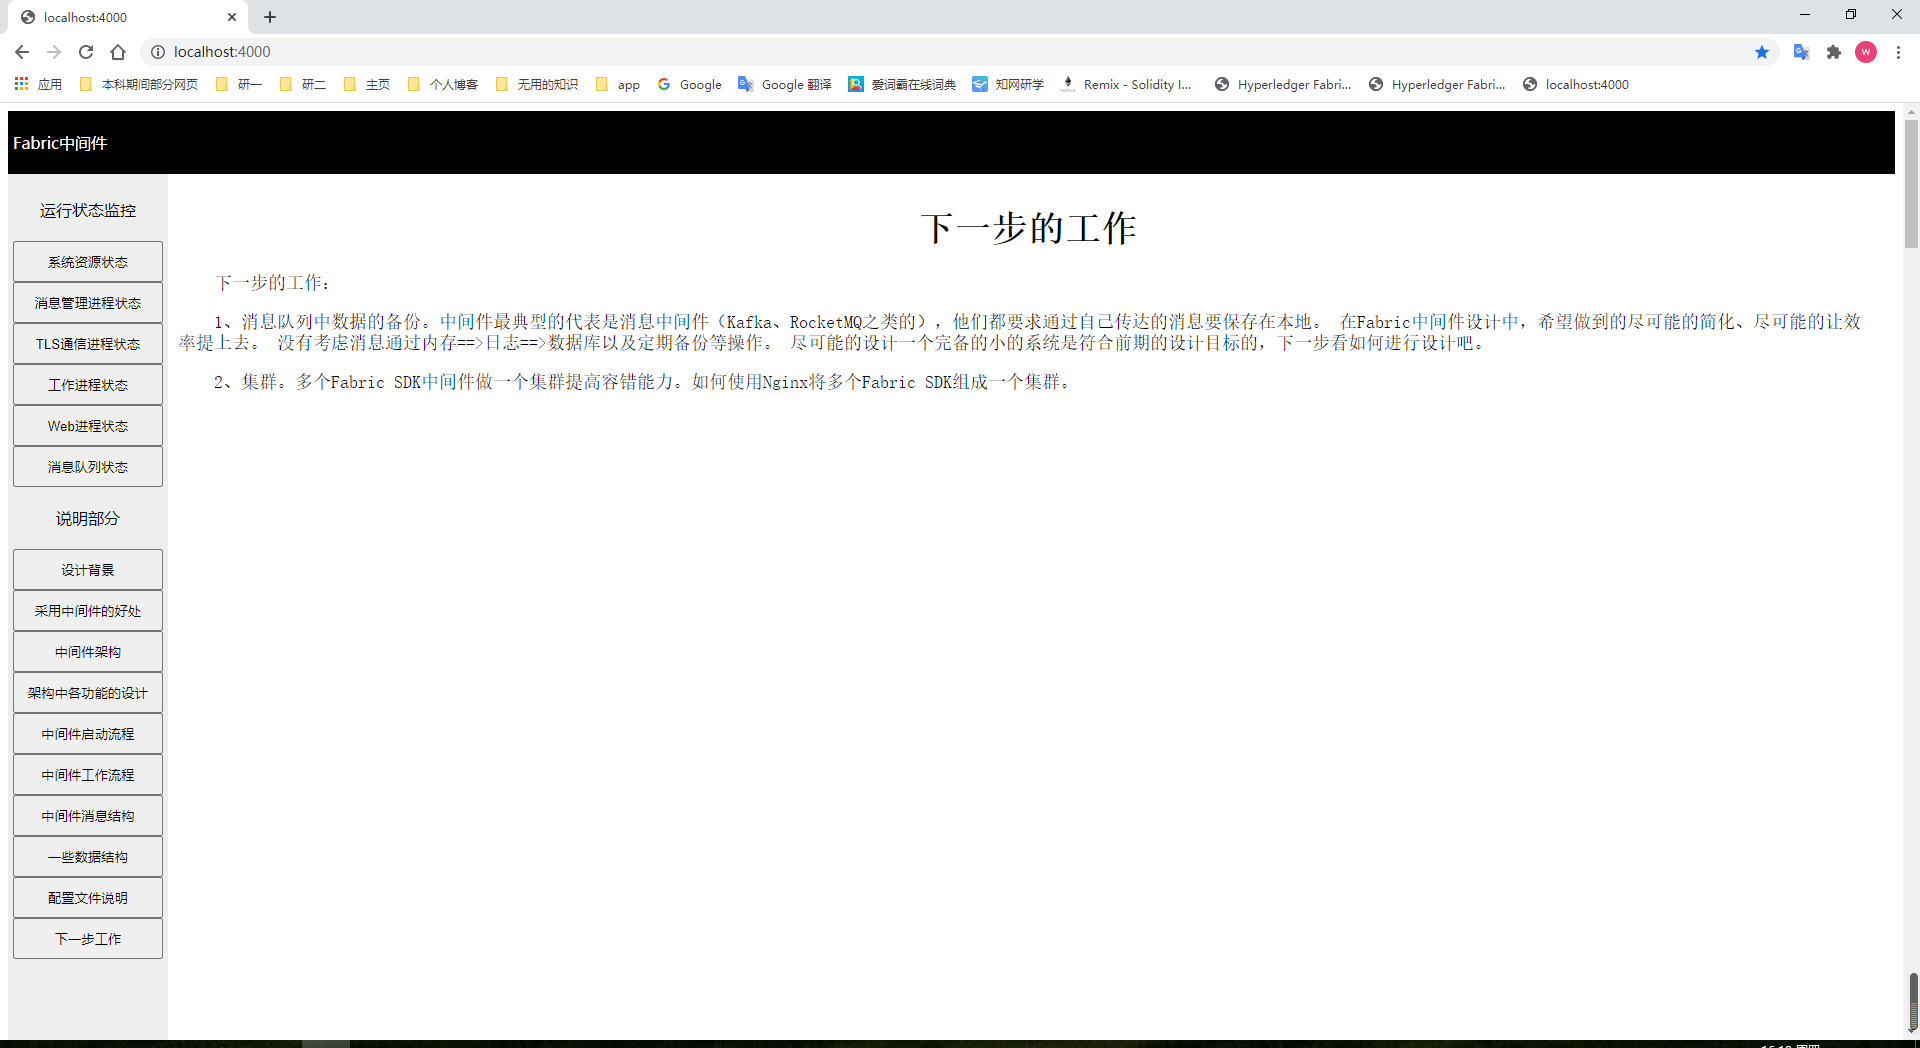 localhost:4000
localhost:4000
W
应用
本科期间部分网页
研一
研二
主页
个人博客
无用的知识
app
Google
Google 翻译
爱词霸在线词典
知网研学
Remix - Solidity I...
Hyperledger Fabri...
Hyperledger Fabri...
localhost:4000
Fabric中间件
运行状态监控
系统资源状态
消息管理进程状态
TLS通信进程状态
工作进程状态
Web进程状态
消息队列状态
说明部分
设计背景
采用中间件的好处
中间件架构
架构中各功能的设计
中间件启动流程
中间件工作流程
中间件消息结构
一些数据结构
配置文件说明
下一步工作
下一步的工作
下一步的工作：
1、消息队列中数据的备份。中间件最典型的代表是消息中间件（Kafka、RocketMQ之类的），他们都要求通过自己传达的消息要保存在本地。 在Fabric中间件设计中，希望做到的尽可能的简化、尽可能的让效
率提上去。 没有考虑消息通过内存==>日志==>数据库以及定期备份等操作。 尽可能的设计一个完备的小的系统是符合前期的设计目标的，下一步看如何进行设计吧。
2、集群。多个Fabric SDK中间件做一个集群提高容错能力。如何使用Nginx将多个Fabric SDK组成一个集群。